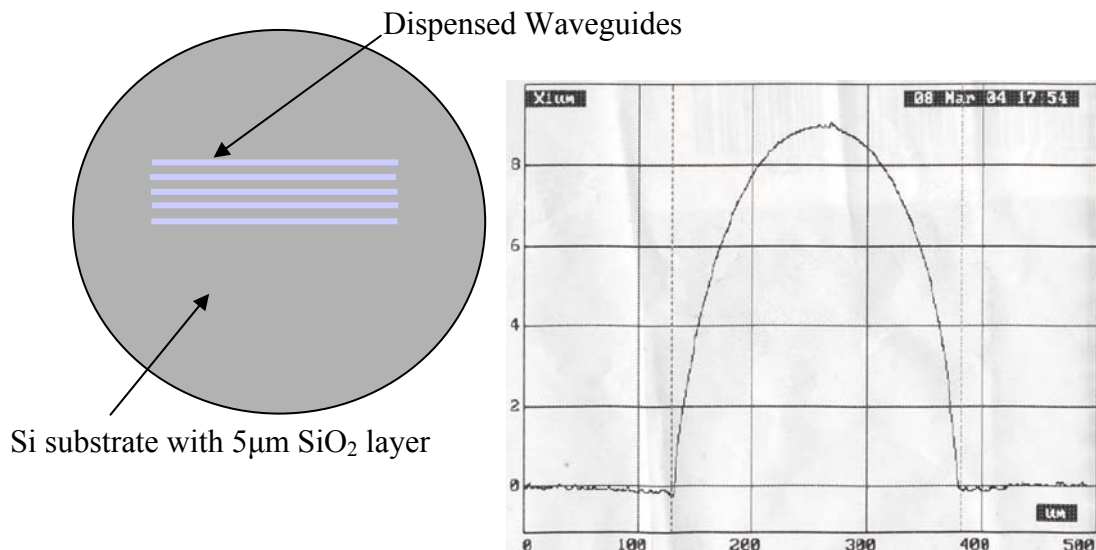 Dispensed Waveguides
Si substrate with 5μm SiO₂ layer
X1um
08 Mar 04 17:54
8
6
4
2
0
um
0 100 200 300 400 500